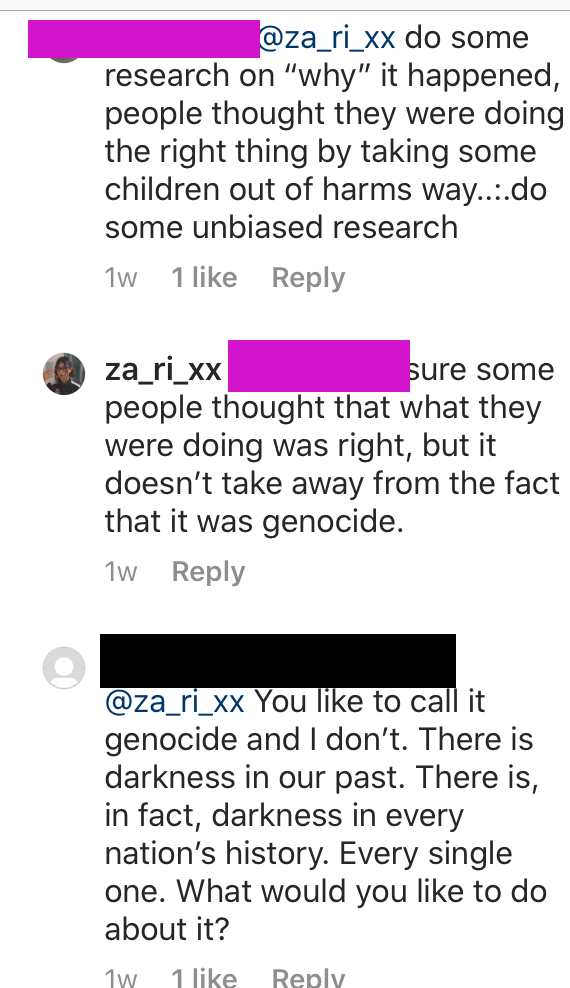 @za_ri_xx do some
research on “why” it happened,
people thought they were doing
the right thing by taking some
children out of harms way..:.do
some unbiased research
1w 1 like Reply
za_ri_xx sure some
people thought that what they
were doing was right, but it
doesn’t take away from the fact
that it was genocide.
1w Reply
@za_ri_xx You like to call it
genocide and I don’t. There is
darkness in our past. There is,
in fact, darkness in every
nation’s history. Every single
one. What would you like to do
about it?
1w 1 like Reply